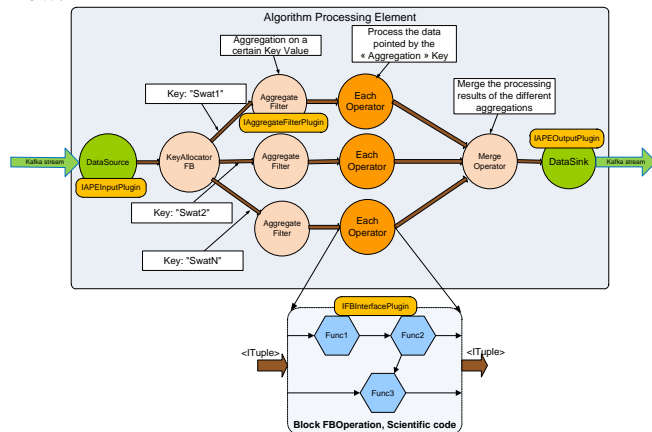 Algorithm Processing Element
Aggregation on a
certain Key Value
Process the data
pointed by the
« Aggregation » Key
Merge the processing
results of the different
aggregations
Key: "Swat1"
Aggregate
Filter
IAggregateFilterPlugin
Each
Operator
Kafka stream
DataSource
IAPEInputPlugin
KeyAllocator
FB
Aggregate
Filter
Each
Operator
Merge
Operator
IAPEOutputPlugin
DataSink
Kafka stream
Key: "Swat2"
Key: "SwatN"
Aggregate
Filter
Each
Operator
IFBInterfacePlugin
Func1
Func2
<ITuple>
<ITuple>
Func3
Block FBOperation, Scientific code